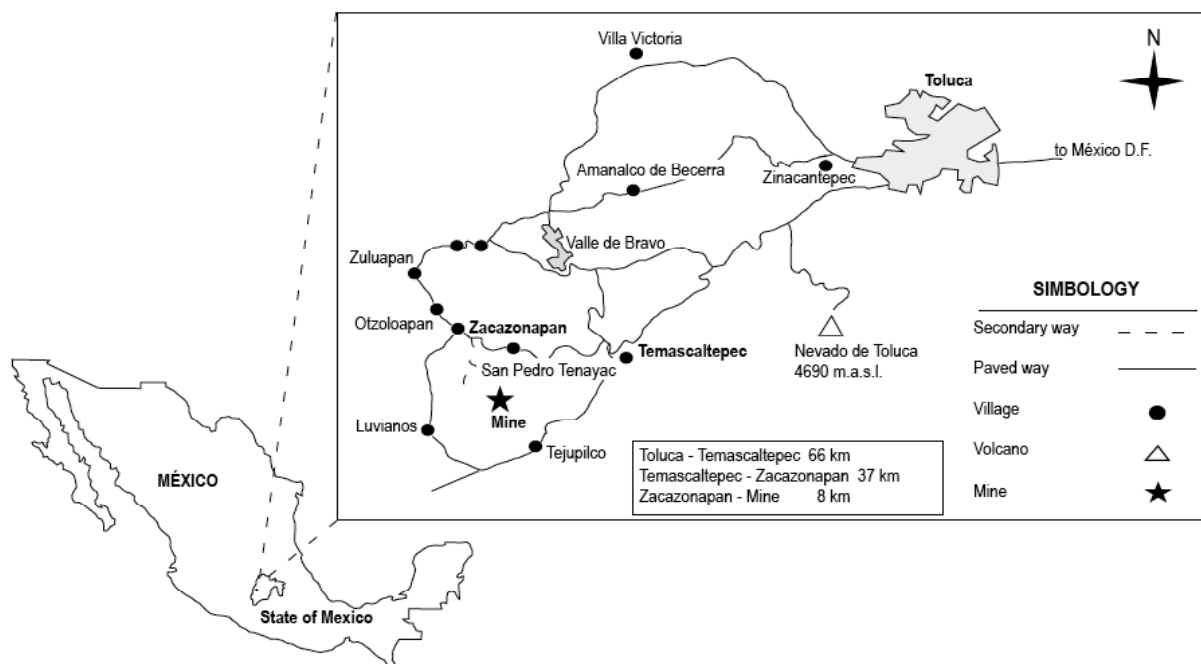 Villa Victoria
N
Toluca
to México D.F.
Amanalco de Becerra
Zinacantepec
Valle de Bravo
Zuluapan
Otzoloapan
Zacazonapan
San Pedro Tenayac
Temascaltepec
Nevado de Toluca
4690 m.a.s.l.
Mine
Luvianos
Tejupilco
SIMBOLOGY
Secondary way
Paved way
Village
Volcano
Mine
Toluca - Temascaltepec 66 km
Temascaltepec - Zacazonapan 37 km
Zacazonapan - Mine 8 km
MÉXICO
State of Mexico